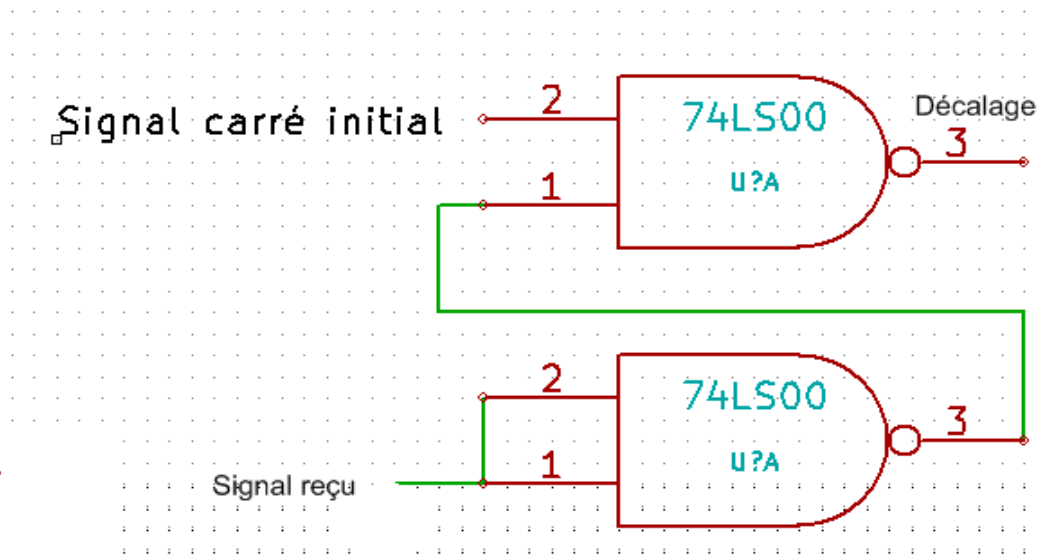 Signal carré initial
2
74LS00
Décalage
3
1
U?A
2
74LS00
3
1
U?A
Signal reçu